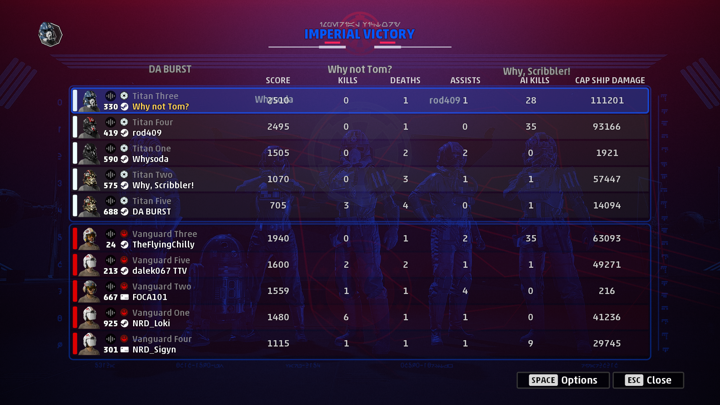 IMPERIAL VICTORY
DA BURST
Why not Tom?
Why, Scribbler!
SCORE KILLS DEATHS ASSISTS AI KILLS CAP SHIP DAMAGE
Whysoda rod409
Titan Three
330 Why not Tom? 2510 0 1 1 28 111201
Titan Four
419 rod409 2495 0 1 0 35 93166
Titan One
590 Whysoda 1505 0 2 2 0 1921
Titan Two
575 Why, Scribbler! 1070 0 3 1 1 57447
Titan Five
688 DA BURST 705 3 4 0 1 14094
Vanguard Three
24 TheFlyingChilly 1940 0 1 2 35 63093
Vanguard Five
213 dalek067 TTV 1600 2 2 1 1 49271
Vanguard Two
667 FOCA101 1559 1 1 4 0 216
Vanguard One
925 NRD_Loki 1480 6 1 1 0 41236
Vanguard Four
301 NRD_Sigyn 1115 1 1 1 9 29745
SPACE Options ESC Close